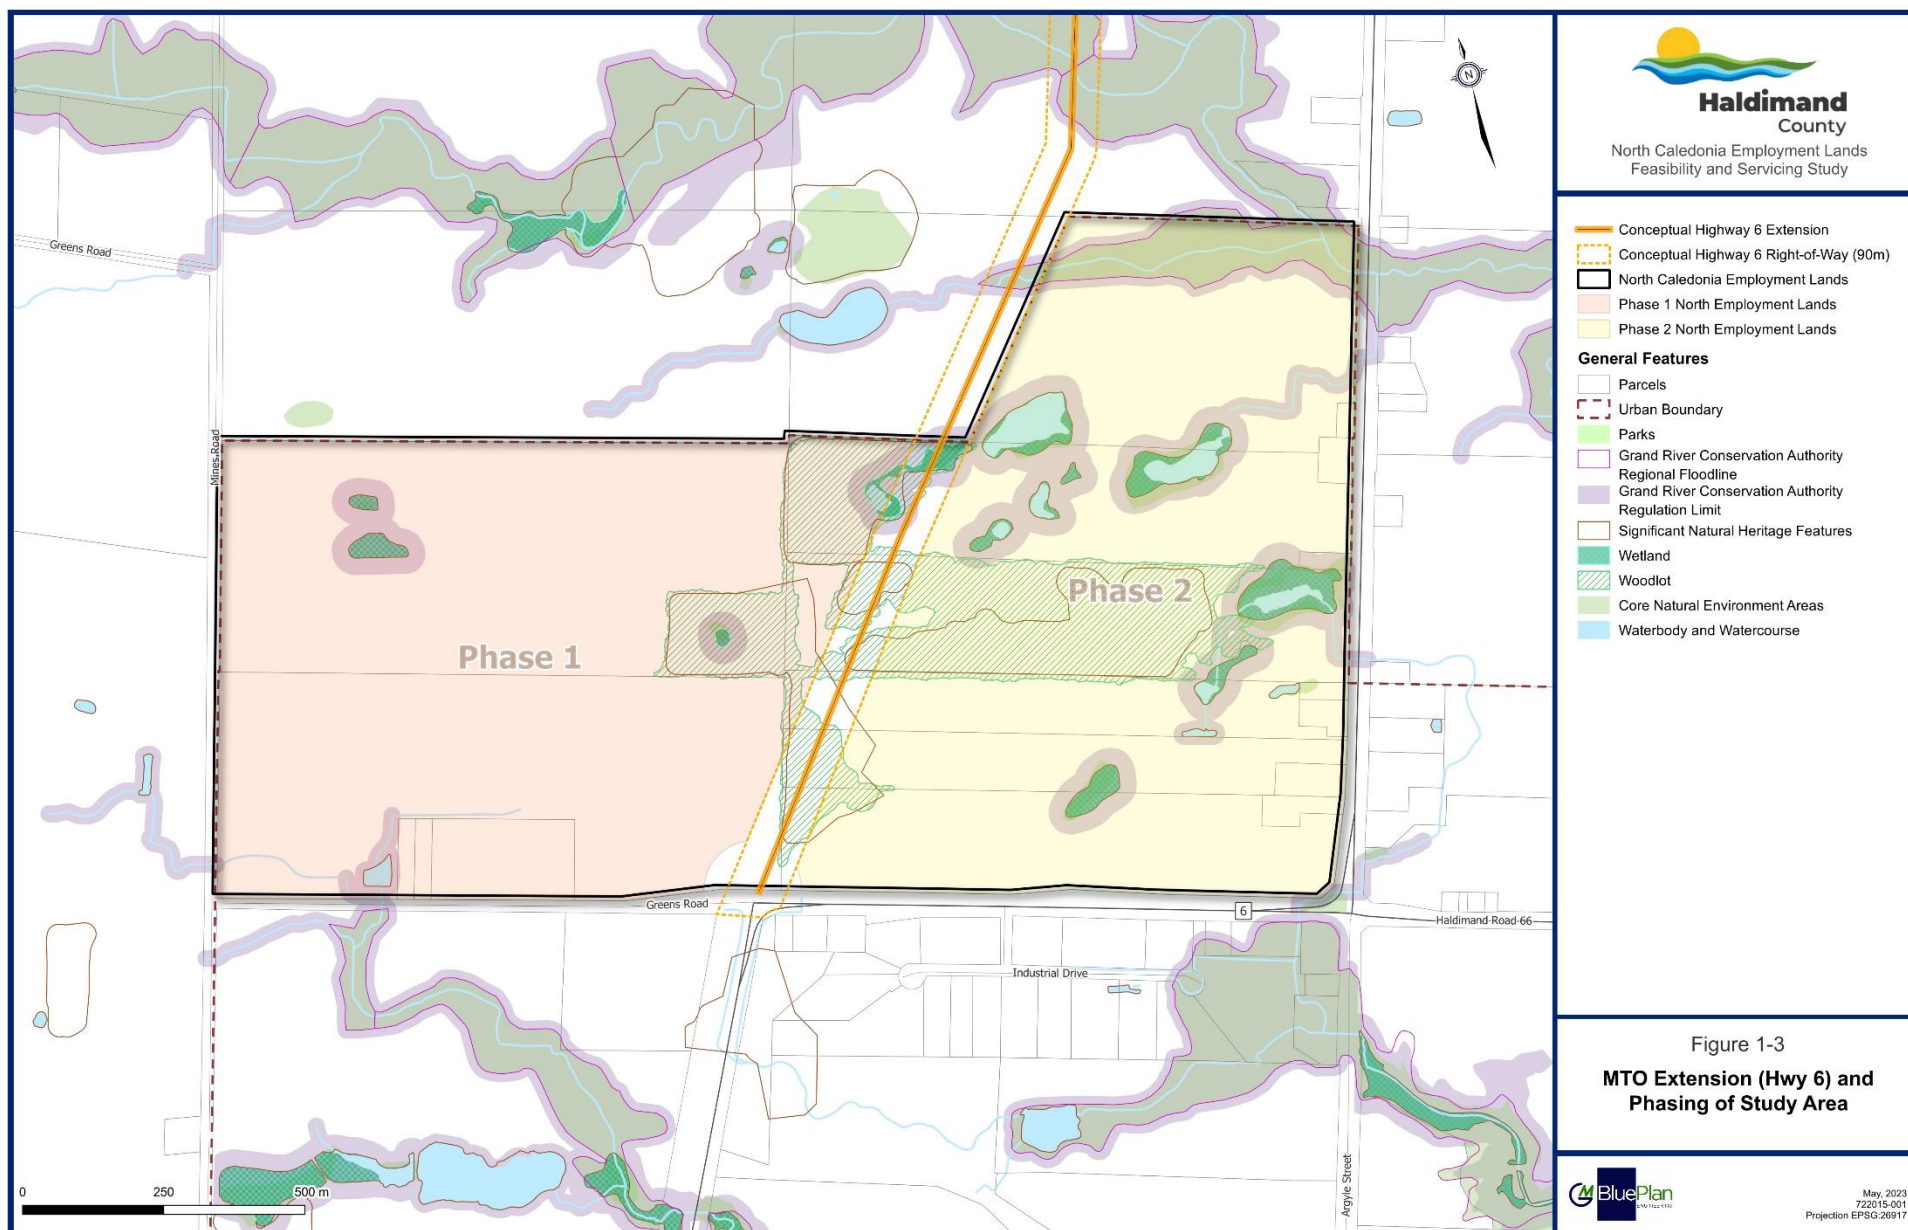 Greens Road
Mines Road
Phase 1
Phase 2
Greens Road
6
Haldimand Road 66
Industrial Drive
Argyle Street
0 250 500 m
N
Haldimand
County
North Caledonia Employment Lands
Feasibility and Servicing Study
Conceptual Highway 6 Extension
Conceptual Highway 6 Right-of-Way (90m)
North Caledonia Employment Lands
Phase 1 North Employment Lands
Phase 2 North Employment Lands
General Features
Parcels
Urban Boundary
Parks
Grand River Conservation Authority
Regional Floodline
Grand River Conservation Authority
Regulation Limit
Significant Natural Heritage Features
Wetland
Woodlot
Core Natural Environment Areas
Waterbody and Watercourse
Figure 1-3
MTO Extension (Hwy 6) and
Phasing of Study Area
GM BluePlan
ENGINEERING
May, 2023
722015-001
Projection EPSG:26917